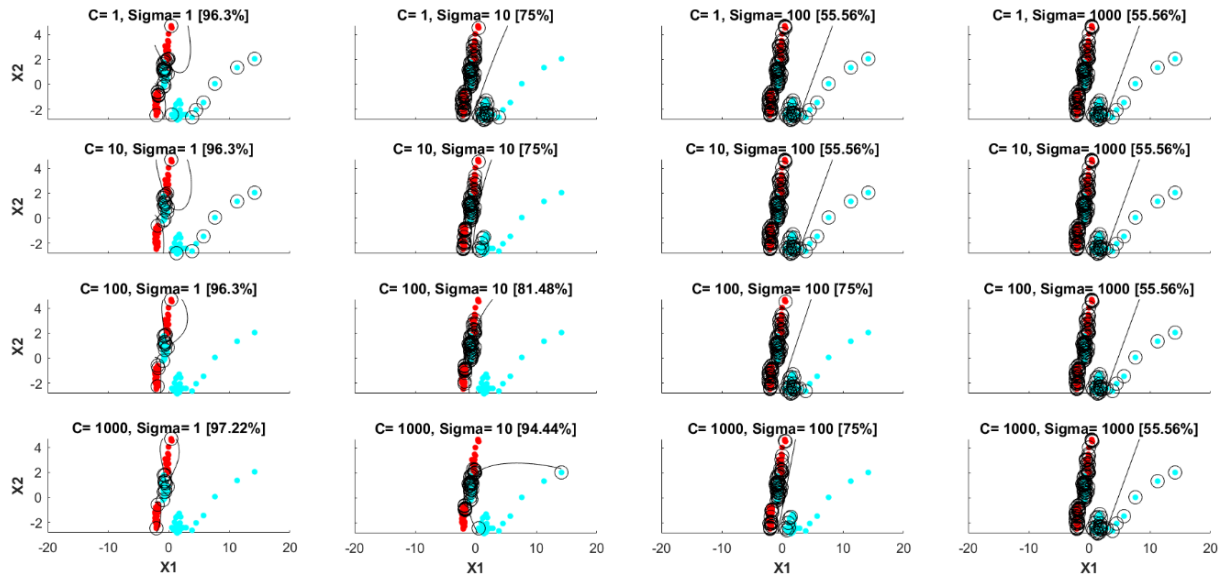 C= 1, Sigma= 1 [96.3%] C= 1, Sigma= 10 [75%] C= 1, Sigma= 100 [55.56%] C= 1, Sigma= 1000 [55.56%]
4
2
0
-2
X2
C= 10, Sigma= 1 [96.3%] C= 10, Sigma= 10 [75%] C= 10, Sigma= 100 [55.56%] C= 10, Sigma= 1000 [55.56%]
4
2
0
-2
X2
C= 100, Sigma= 1 [96.3%] C= 100, Sigma= 10 [81.48%] C= 100, Sigma= 100 [75%] C= 100, Sigma= 1000 [55.56%]
4
2
0
-2
X2
C= 1000, Sigma= 1 [97.22%] C= 1000, Sigma= 10 [94.44%] C= 1000, Sigma= 100 [75%] C= 1000, Sigma= 1000 [55.56%]
4
2
0
-2
X2
-20 -10 0 10 20 -20 -10 0 10 20 -20 -10 0 10 20 -20 -10 0 10 20
X1 X1 X1 X1